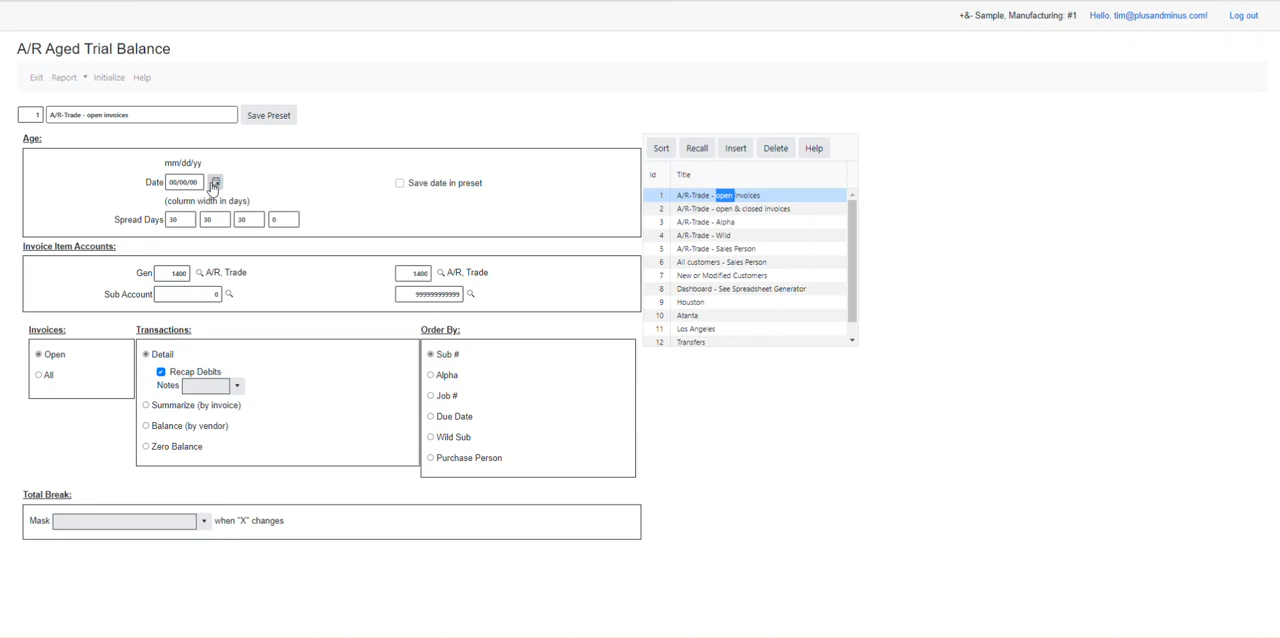 +&- Sample, Manufacturing: #1 Hello, tim@plusandminus.com! Log out
A/R Aged Trial Balance
Exit Report Initialize Help
1 A/R-Trade - open invoices Save Preset
Age:
mm/dd/yy
Date 00/00/00 Save date in preset
(column width in days)
Spread Days 30 30 30 0
Invoice Item Accounts:
Gen 1400 A/R, Trade 1400 A/R, Trade
Sub Account 0 999999999999
Invoices:
Open
All
Transactions:
Detail
Recap Debits
Notes
Summarize (by invoice)
Balance (by vendor)
Zero Balance
Order By:
Sub #
Alpha
Job #
Due Date
Wild Sub
Purchase Person
Total Break:
Mask when "X" changes
Sort Recall Insert Delete Help
Id Title
1 A/R-Trade - open invoices
2 A/R-Trade - open & closed invoices
3 A/R-Trade - Alpha
4 A/R-Trade - Wild
5 A/R-Trade - Sales Person
6 All customers - Sales Person
7 New or Modified Customers
8 Dashboard - See Spreadsheet Generator
9 Houston
10 Atanta
11 Los Angeles
12 Transfers